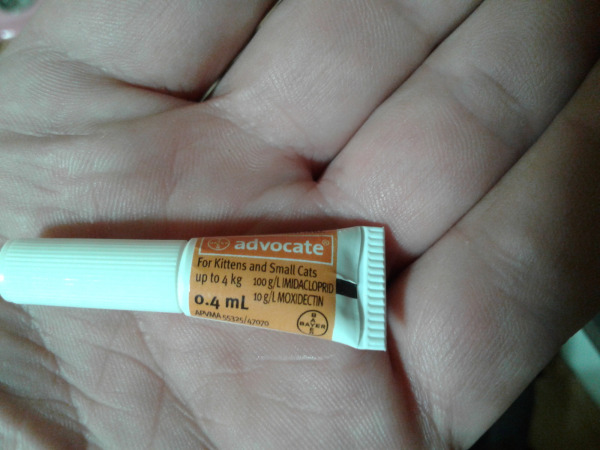 advocate®
For Kittens and Small Cats
up to 4 kg 100 g/L IMIDACLOPRID
0.4 mL 10 g/L MOXIDECTIN
APVMA 55325/47070
BAYER